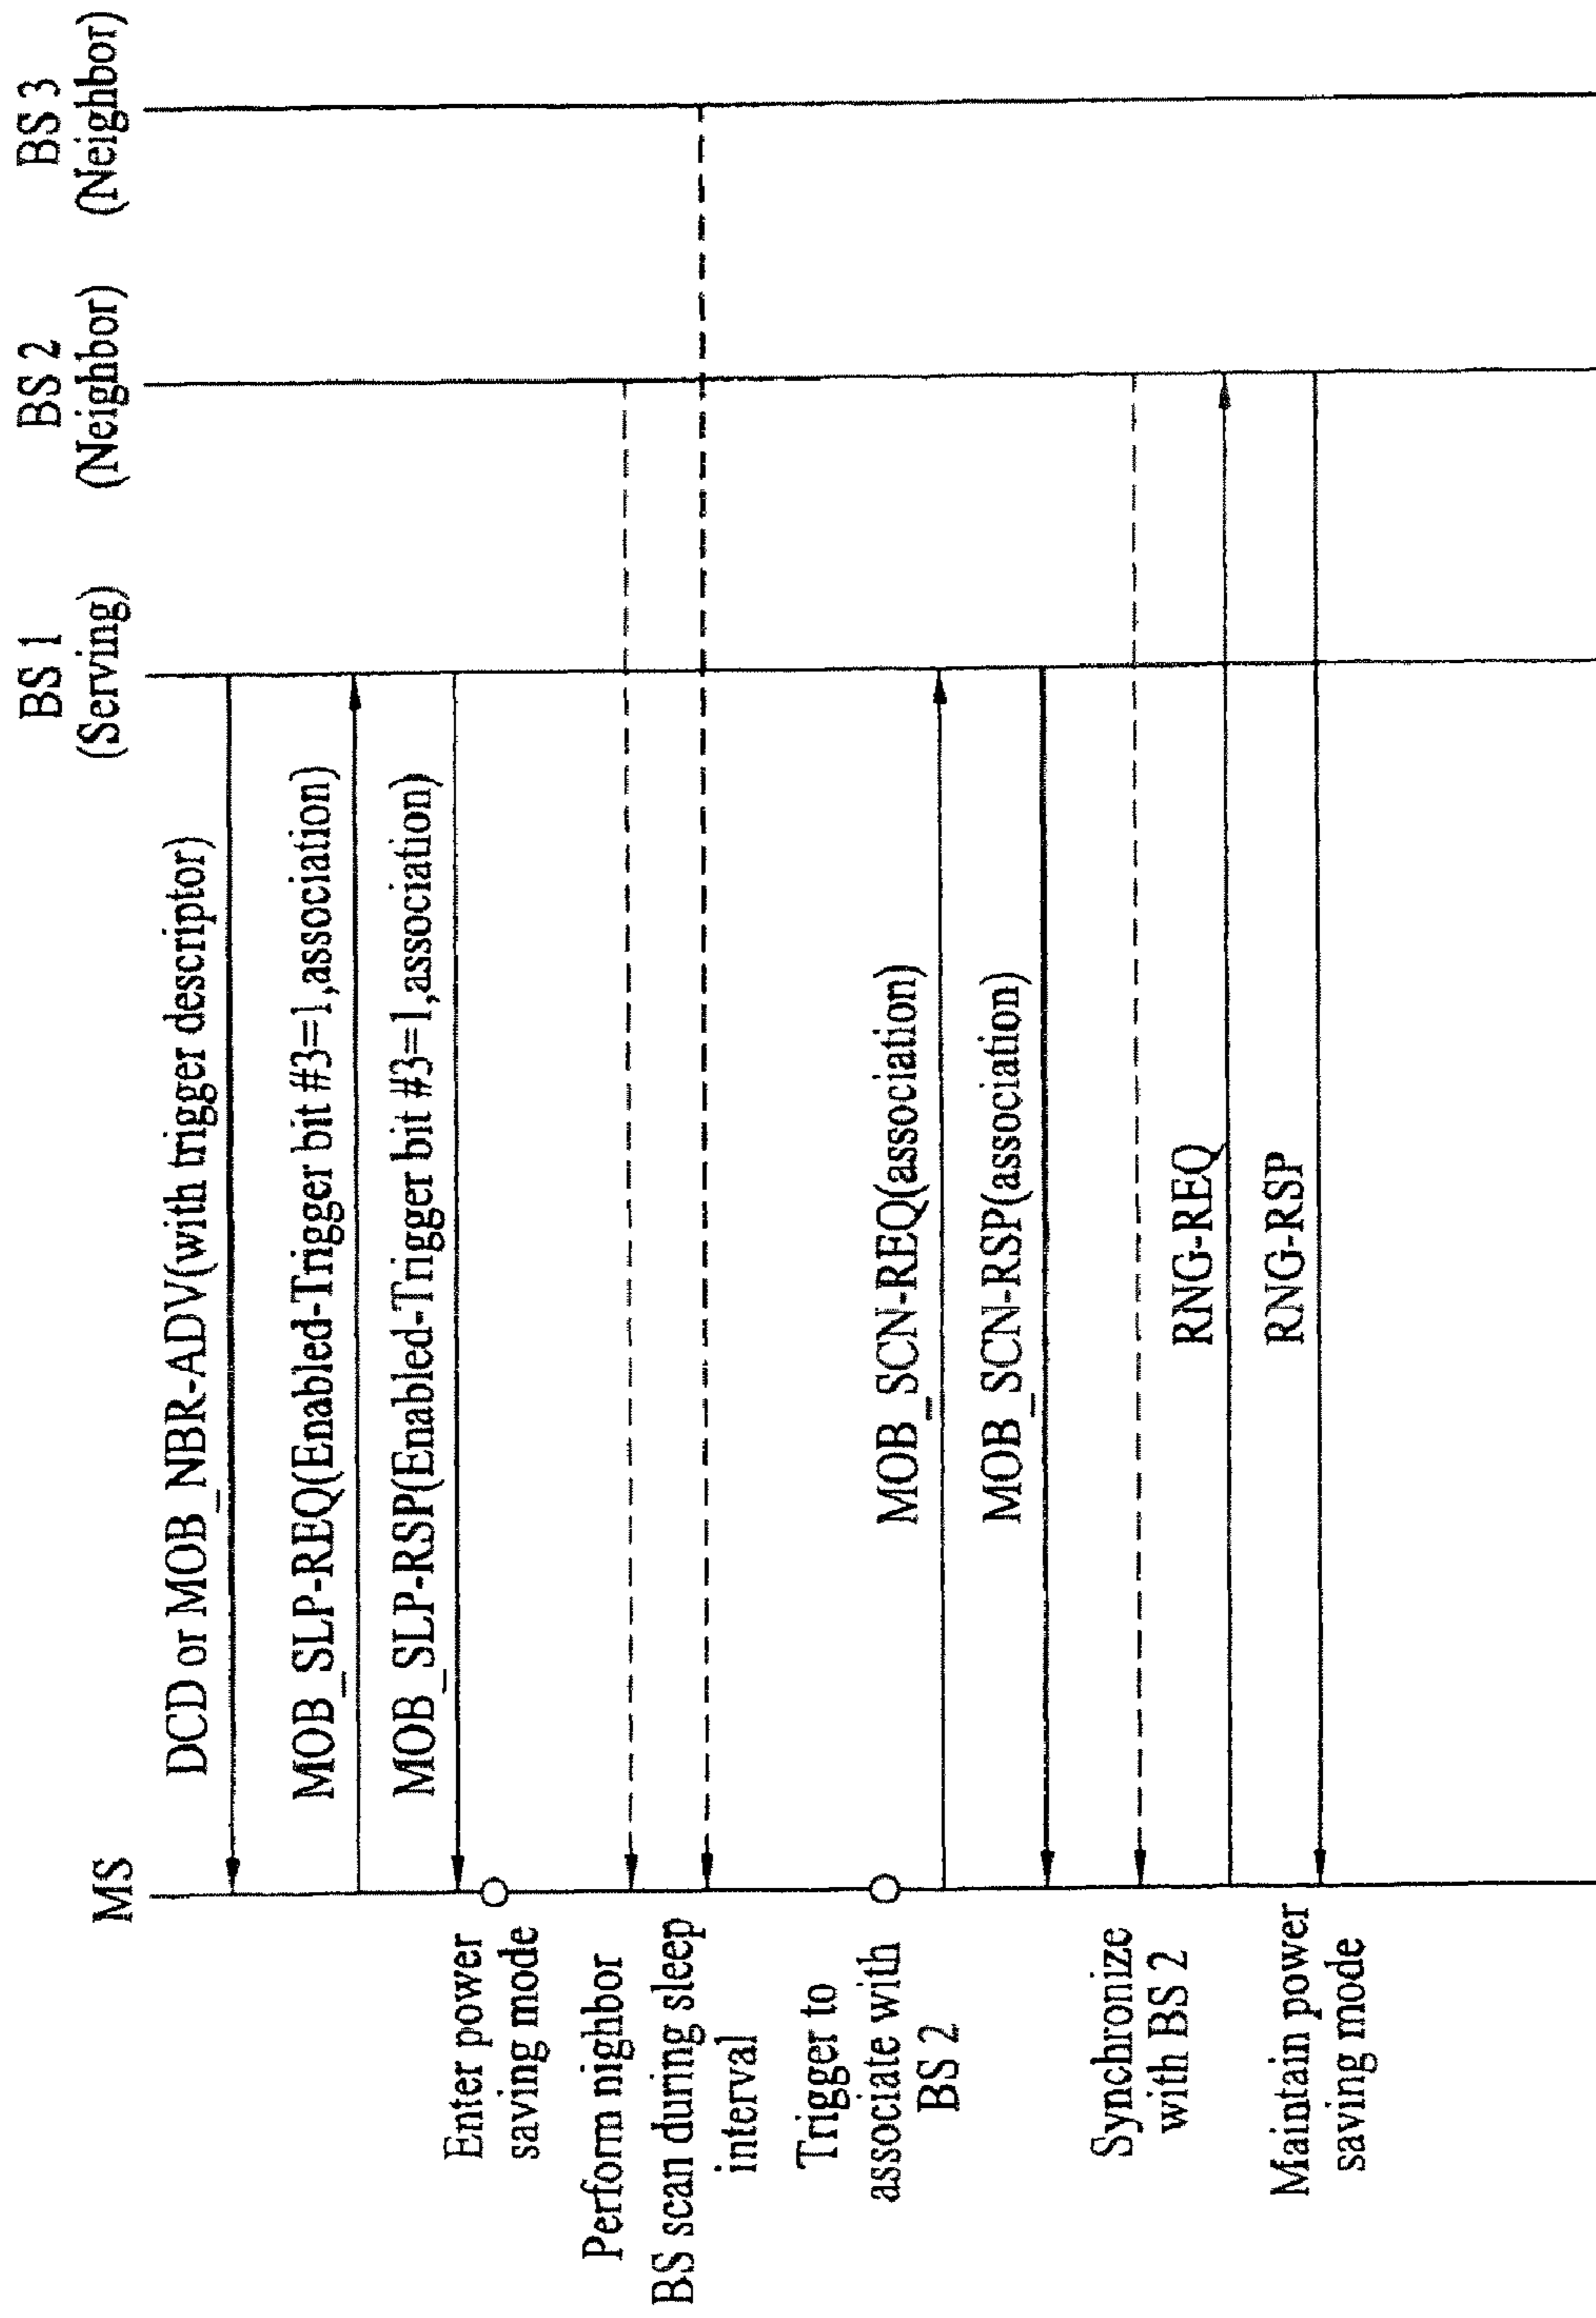 MS
BS 1
(Serving)
BS 2
(Neighbor)
BS 3
(Neighbor)
DCD or MOB_NBR-ADV(with trigger descriptor)
MOB_SLP-REQ(Enabled-Trigger bit #3=1,association)
MOB_SLP-RSP(Enabled-Trigger bit #3=1,association)
Enter power
saving mode
Perform nighbor
BS scan during sleep
interval
Trigger to
associate with
BS 2
MOB_SCN-REQ(association)
MOB_SCN-RSP(association)
Synchronize
with BS 2
RNG-REQ
RNG-RSP
Maintain power
saving mode